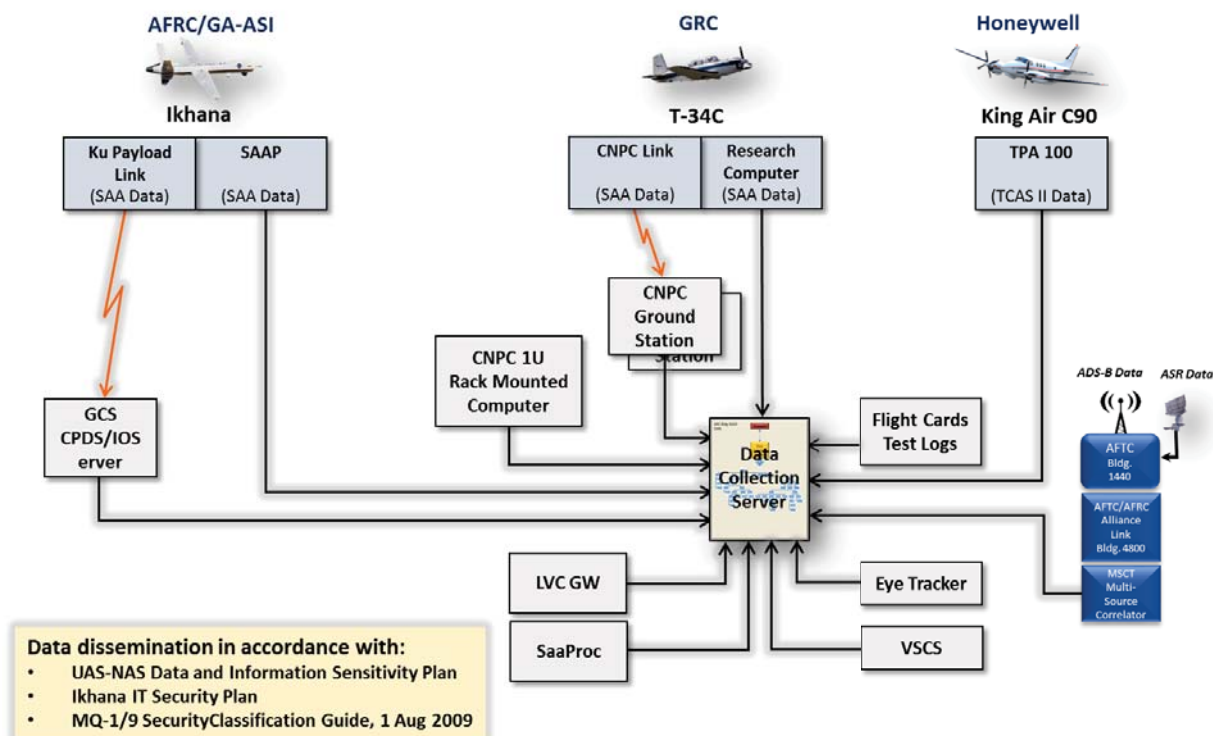 AFRC/GA-ASI
GRC
Honeywell
Ikhana
T-34C
King Air C90
Ku Payload
Link
(SAA Data)
SAAP
(SAA Data)
CNPC Link
(SAA Data)
Research
Computer
(SAA Data)
TPA 100
(TCAS II Data)
CNPC
Ground
Station
Station
CNPC 1U
Rack Mounted
Computer
GCS
CPDS/IOS
erver
Data
Collection
Server
Flight Cards
Test Logs
ADS-B Data
ASR Data
AFTC
Bldg.
1440
AFTC/AFRC
Alliance
Link
Bldg. 4800
MSCT
Multi-
Source
Correlator
LVC GW
SaaProc
Eye Tracker
VSCS
Data dissemination in accordance with:
• UAS-NAS Data and Information Sensitivity Plan
• Ikhana IT Security Plan
• MQ-1/9 SecurityClassification Guide, 1 Aug 2009